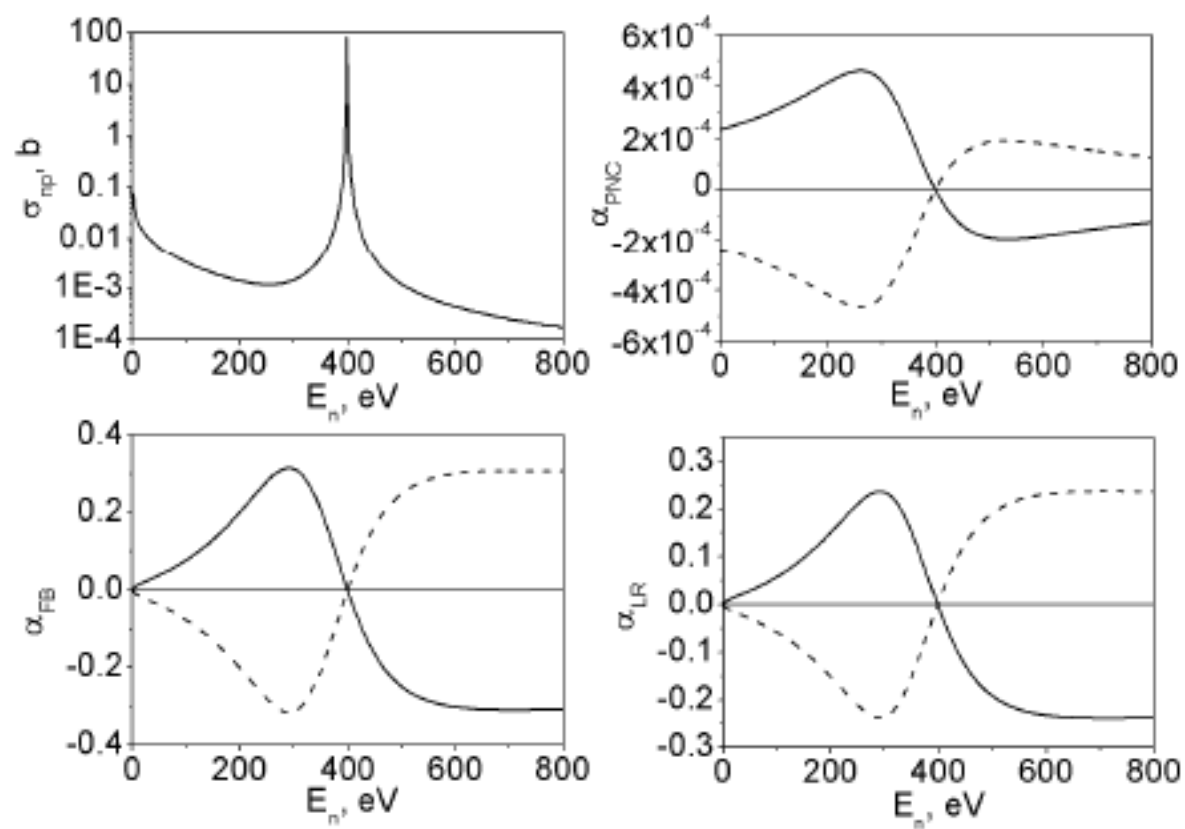 100
10
1
0.1
0.01
1E-3
1E-4
σnp, b
0 200 400 600 800
En, eV
6x10-4
4x10-4
2x10-4
0
-2x10-4
-4x10-4
-6x10-4
αPNC
0 200 400 600 800
En, eV
0.4
0.2
0.0
-0.2
-0.4
αFB
0 200 400 600 800
En, eV
0.3
0.2
0.1
0.0
-0.1
-0.2
-0.3
αLR
0 200 400 600 800
En, eV